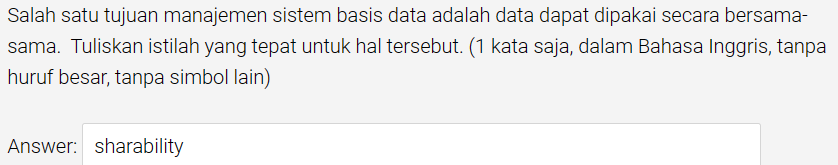 Salah satu tujuan manajemen sistem basis data adalah data dapat dipakai secara bersama-
sama.  Tuliskan istilah yang tepat untuk hal tersebut. (1 kata saja, dalam Bahasa Inggris, tanpa
huruf besar, tanpa simbol lain)
Answer: sharability